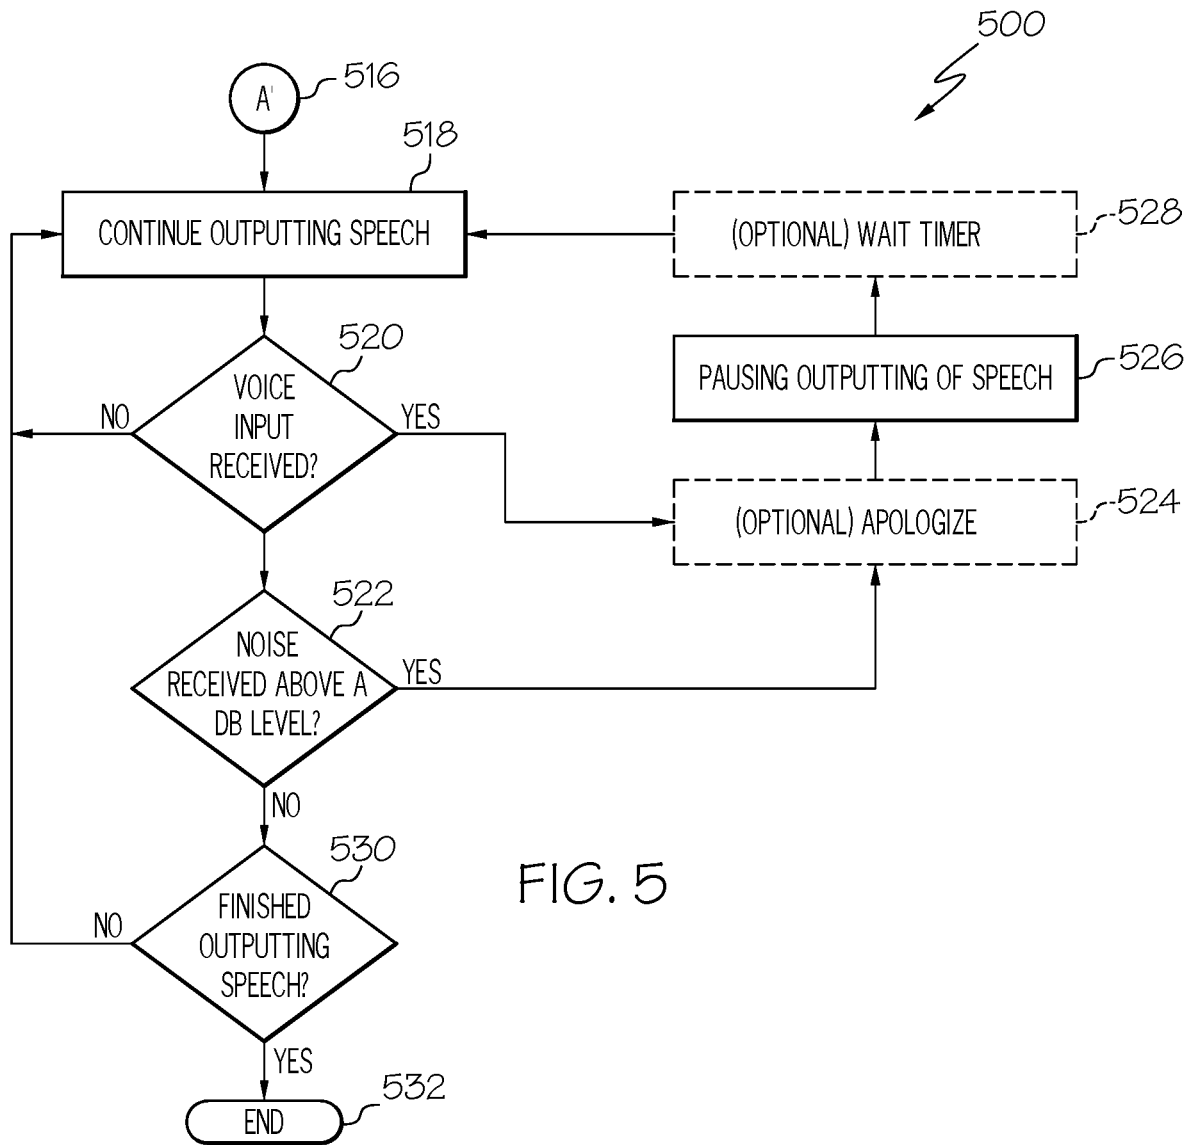 500
A'
516
518
CONTINUE OUTPUTTING SPEECH
(OPTIONAL) WAIT TIMER
528
520
VOICE
INPUT
RECEIVED?
NO
YES
PAUSING OUTPUTTING OF SPEECH
526
(OPTIONAL) APOLOGIZE
524
522
NOISE
RECEIVED ABOVE A
DB LEVEL?
YES
NO
530
FINISHED
OUTPUTTING
SPEECH?
NO
YES
FIG. 5
END
532